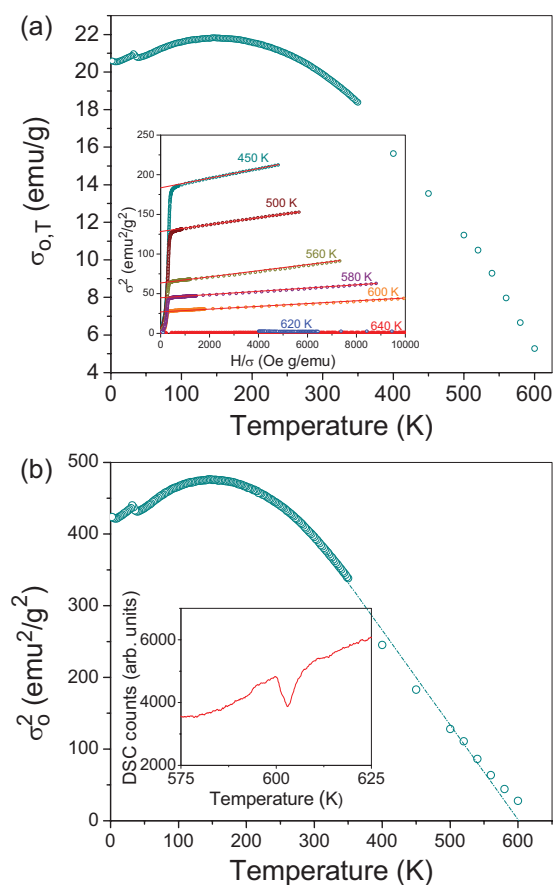 (a)
22
20
18
16
14
12
10
8
6
4
σo,T (emu/g)
0 100 200 300 400 500 600
Temperature (K)
250
200
150
100
50
0
σ2 (emu2/g2)
450 K
500 K
560 K
580 K
600 K
620 K 640 K
0 2000 4000 6000 8000 10000
H/σ (Oe g/emu)
(b)
500
400
300
200
100
0
σo2 (emu2/g2)
0 100 200 300 400 500 600
Temperature (K)
6000
4000
2000
DSC counts (arb. units)
575 600 625
Temperature (K)